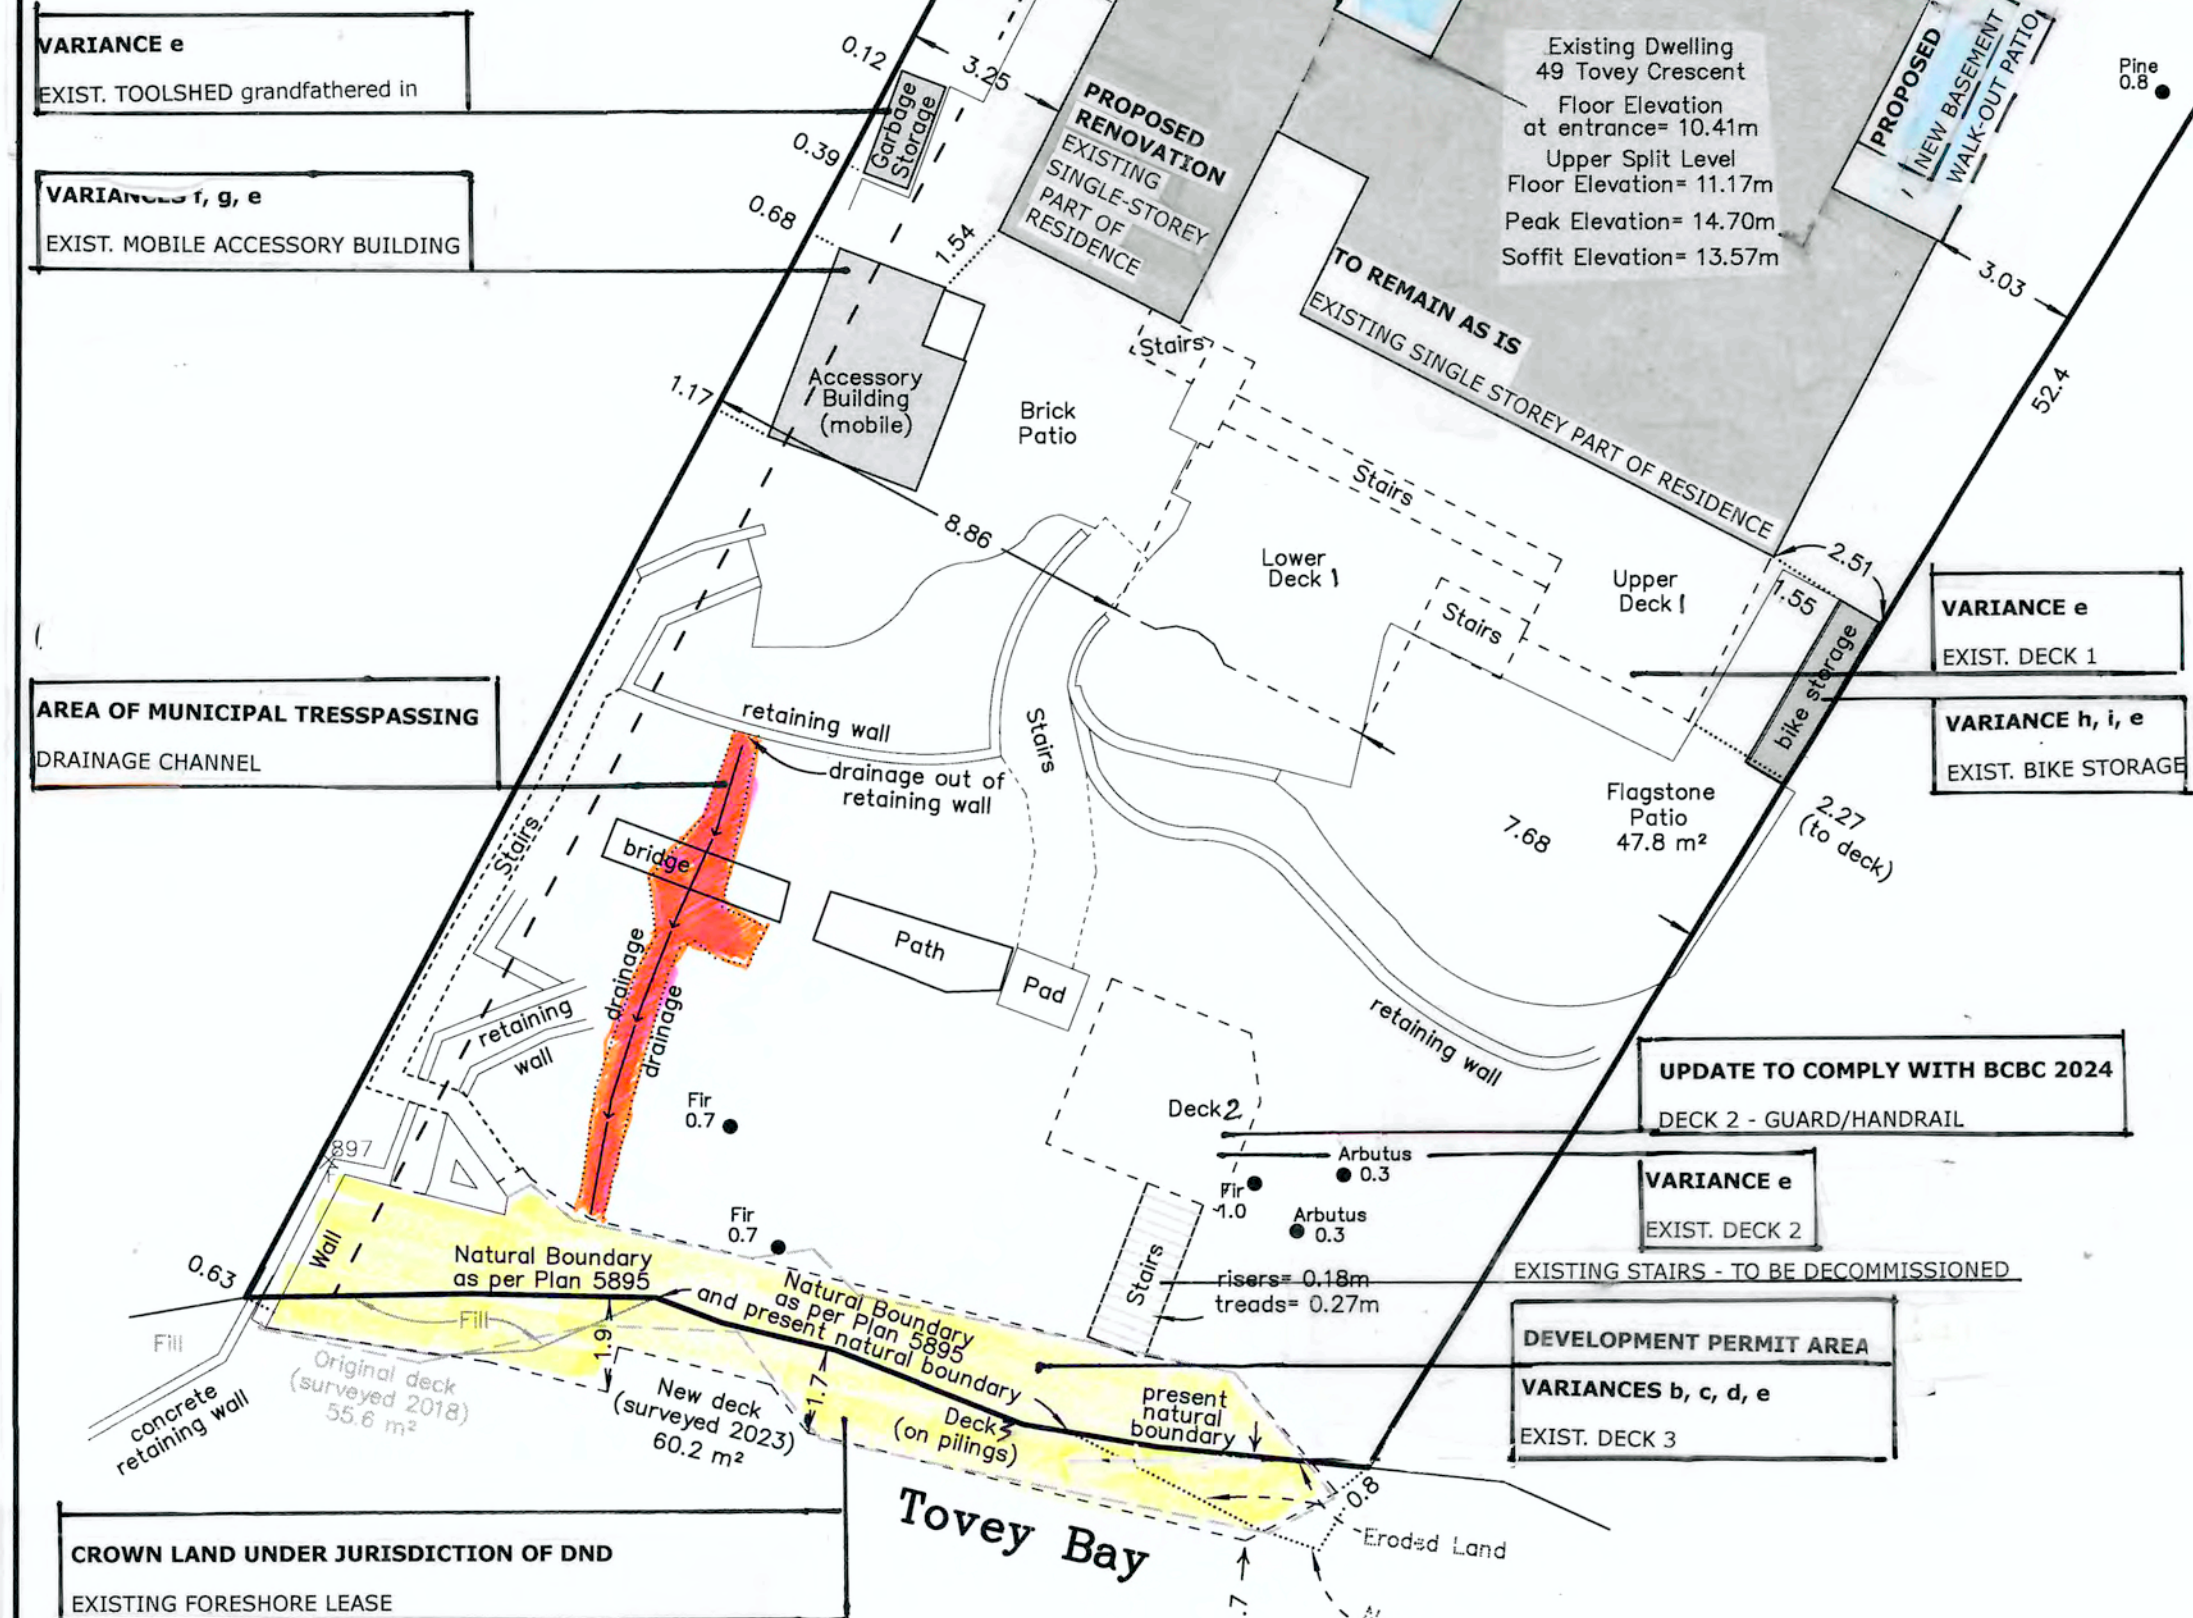 VARIANCE e
EXIST. TOOLSHED grandfathered in
VARIANCES f, g, e
EXIST. MOBILE ACCESSORY BUILDING
0.12
3.25
0.39
0.68
1.54
1.17
Garbage
Storage
PROPOSED
RENOVATION
EXISTING
SINGLE-STOREY
PART OF
RESIDENCE
Existing Dwelling
49 Tovey Crescent
Floor Elevation
at entrance= 10.41m
Upper Split Level
Floor Elevation= 11.17m
Peak Elevation= 14.70m
Soffit Elevation= 13.57m
PROPOSED
NEW BASEMENT
WALK-OUT PATIO
Pine
0.8
3.03
52.4
TO REMAIN AS IS
EXISTING SINGLE STOREY PART OF RESIDENCE
Stairs
Accessory
Building
(mobile)
Brick
Patio
8.86
Stairs
Lower
Deck 1
Upper
Deck 1
Stairs
2.51
1.55
bike storage
VARIANCE e
EXIST. DECK 1
VARIANCE h, i, e
EXIST. BIKE STORAGE
AREA OF MUNICIPAL TRESSPASSING
DRAINAGE CHANNEL
retaining wall
drainage out of
retaining wall
Stairs
Flagstone
Patio
47.8 m²
7.68
2.27
(to deck)
Stairs
bridge
Path
Pad
drainage
drainage
retaining
wall
retaining wall
Fir
0.7
Deck 2
UPDATE TO COMPLY WITH BCBC 2024
DECK 2 - GUARD/HANDRAIL
Arbutus
0.3
Fir
1.0
Arbutus
0.3
VARIANCE e
EXIST. DECK 2
897
Fir
0.7
Stairs
risers= 0.18m
treads= 0.27m
EXISTING STAIRS - TO BE DECOMMISSIONED
0.63
Wall
Natural Boundary
as per Plan 5895
Natural Boundary
as per Plan 5895
and present natural boundary
DEVELOPMENT PERMIT AREA
VARIANCES b, c, d, e
EXIST. DECK 3
Fill
Fill
1.9
1.7
Original deck
(surveyed 2018)
55.6 m²
New deck
(surveyed 2023)
60.2 m²
Deck 3
(on pilings)
present
natural
boundary
concrete
retaining wall
0.8
Eroded Land
Tovey Bay
.7
CROWN LAND UNDER JURISDICTION OF DND
EXISTING FORESHORE LEASE